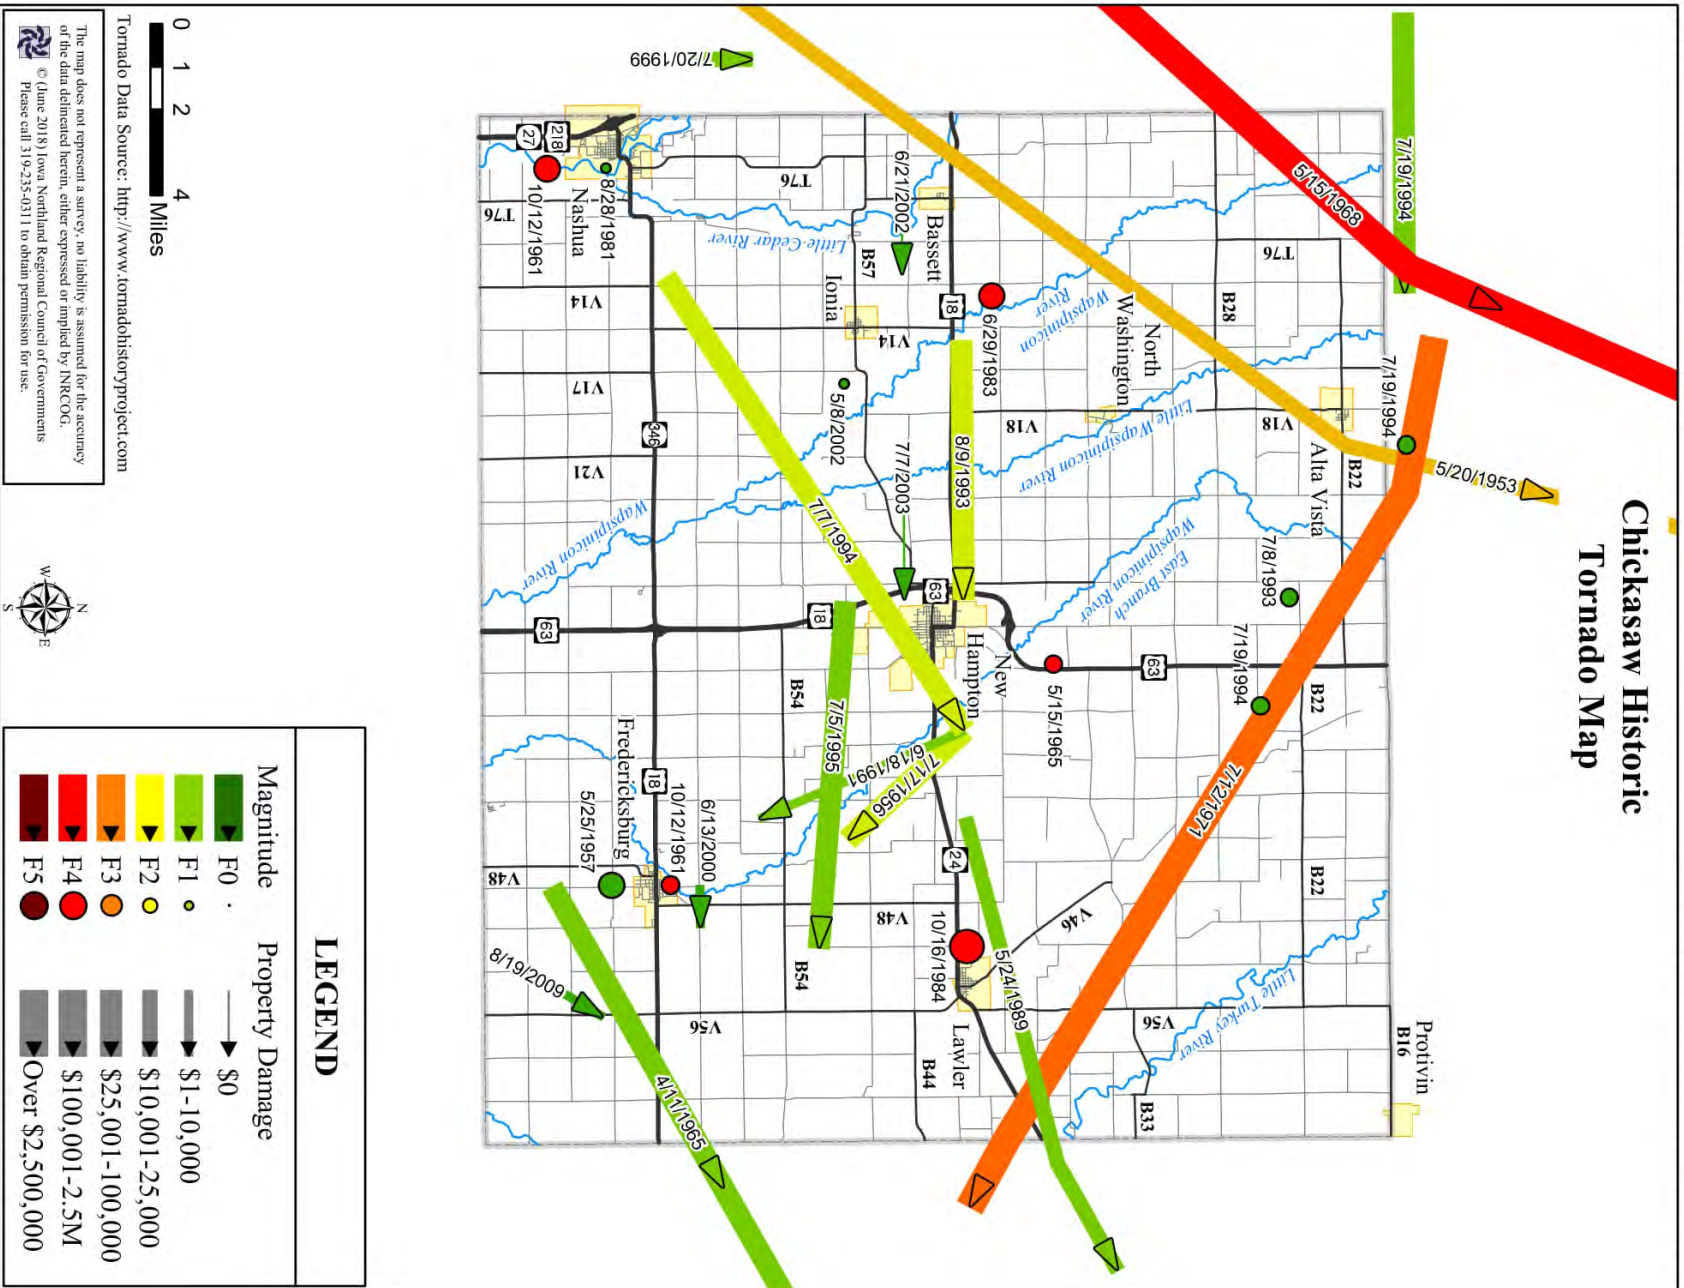 Chickasaw Historic
Tornado Map
7/19/1994
5/15/1968
7/20/1999
5/20/1953
7/19/1994
7/12/1971
7/19/1994
7/8/1993
5/15/1965
6/29/1983
8/9/1993
6/21/2002
7/7/2003
5/8/2002
7/7/1994
8/28/1981
10/12/1961
6/18/1991
7/17/1956
7/5/1995
5/24/1989
10/16/1984
6/13/2000
10/12/1961
5/25/1957
8/19/2009
4/11/1965
Protivin
B16
Alta Vista
B22
B22
B22
T76
B28
V18
V18
North
Washington
Wapsipinicon
River
Little Wapsipinicon River
East Branch
Wapsipinicon River
Little Turkey River
63
V56
B33
V46
Bassett
18
63
New
Hampton
24
Lawler
B44
V48
B57
Ionia
V14
T76
Little Cedar River
18
B54
B54
V56
Nashua
218
27
T76
V14
V17
346
V21
Wapsipinicon River
63
18
Fredericksburg
V48
0 1 2 4
Miles
Tornado Data Source: http://www.tornadohistoryproject.com
The map does not represent a survey, no liability is assumed for the accuracy
of the data delineated herein, either expressed or implied by INRCOG.
© (June 2018) Iowa Northland Regional Council of Governments
Please call 319-235-0311 to obtain permission for use.
N
W
E
S
LEGEND
Magnitude Property Damage
F0 $0
F1 $1-10,000
F2 $10,001-25,000
F3 $25,001-100,000
F4 $100,001-2.5M
F5 Over $2,500,000